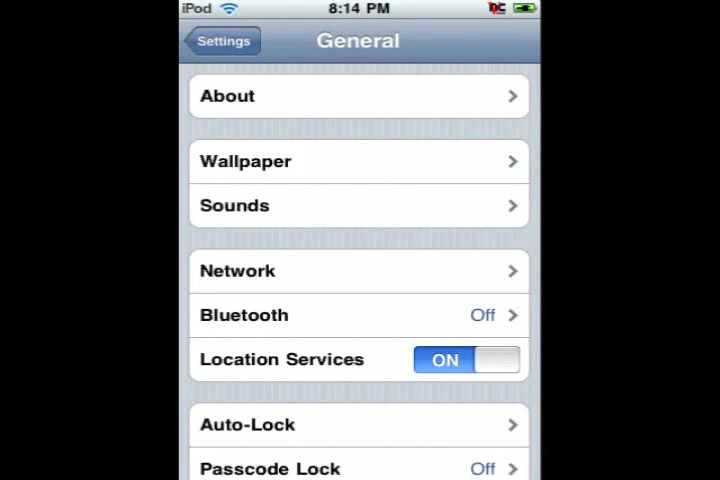 iPod 8:14 PM
Settings General
About
Wallpaper
Sounds
Network
Bluetooth Off
Location Services ON
Auto-Lock
Passcode Lock Off